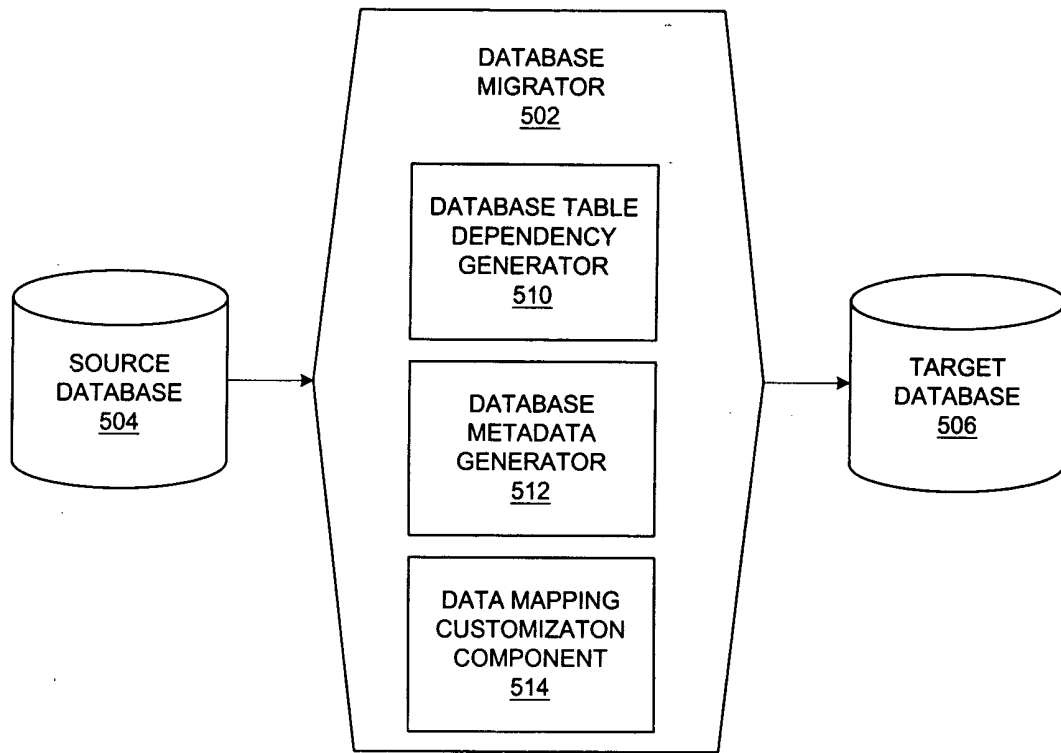 DATABASE
MIGRATOR
502
DATABASE TABLE
DEPENDENCY
GENERATOR
510
SOURCE
DATABASE
504
DATABASE
METADATA
GENERATOR
512
TARGET
DATABASE
506
DATA MAPPING
CUSTOMIZATON
COMPONENT
514